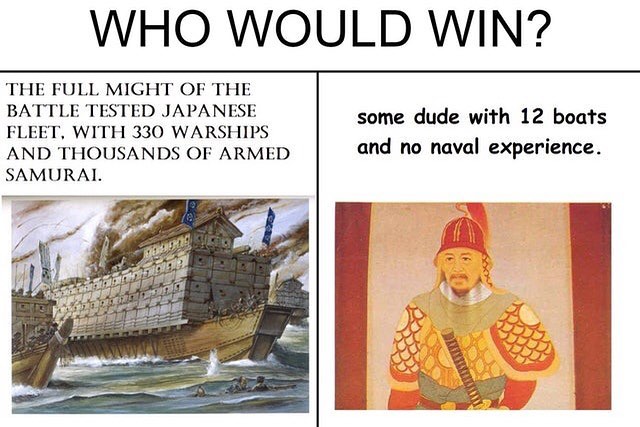 WHO WOULD WIN?
THE FULL MIGHT OF THE
BATTLE TESTED JAPANESE
FLEET, WITH 330 WARSHIPS
AND THOUSANDS OF ARMED
SAMURAI.
some dude with 12 boats
and no naval experience.